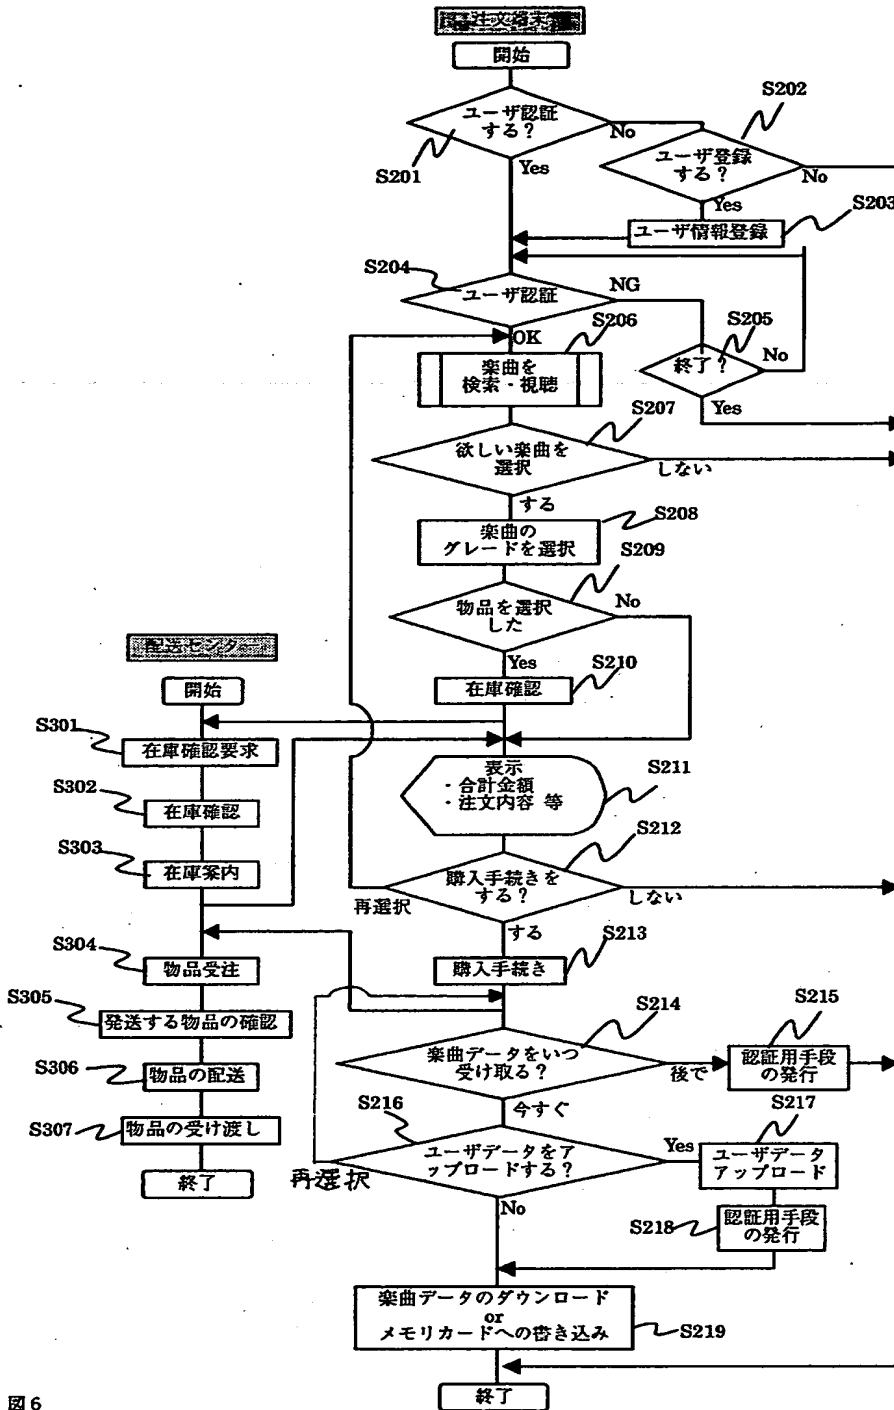 注文端末
開始
ユーザ認証
する？
S201
Yes
No
S202
ユーザ登録
する？
No
Yes
S203
ユーザ情報登録
S204
ユーザ認証
NG
OK
S205
終了？
No
Yes
S206
楽曲を
検索・視聴
S207
欲しい楽曲を
選択
しない
する
S208
楽曲の
グレードを選択
S209
物品を選択
した
No
Yes
S210
在庫確認
配送センター
開始
S301
在庫確認要求
S302
在庫確認
S303
在庫案内
S304
物品受注
S305
発送する物品の確認
S306
物品の配送
S307
物品の受け渡し
終了
表示
・合計金額
・注文内容 等
S211
S212
購入手続きを
する？
再選択
しない
する
S213
購入手続き
S214
楽曲データをいつ
受け取る？
後で
S215
認証用手段
の発行
今すぐ
S216
ユーザデータをア
ップロードする？
再選択
Yes
No
S217
ユーザデータ
アップロード
S218
認証用手段
の発行
楽曲データのダウンロード
or
メモリカードへの書き込み
S219
終了
図6